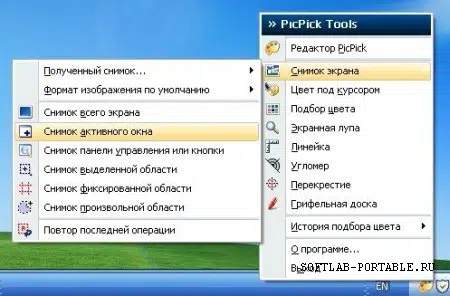 » PicPick Tools
Редактор PicPick
Снимок экрана
Цвет под курсором
Подбор цвета
Экранная лупа
Линейка
Угломер
Перекрестие
Грифельная доска
История подбора цвета
О программе...
Выход
Полученный снимок...
Формат изображения по умолчанию
Снимок всего экрана
Снимок активного окна
Снимок панели управления или кнопки
Снимок выделенной области
Снимок фиксированной области
Снимок произвольной области
Повтор последней операции
SOFTLAB-PORTABLE.RU
EN